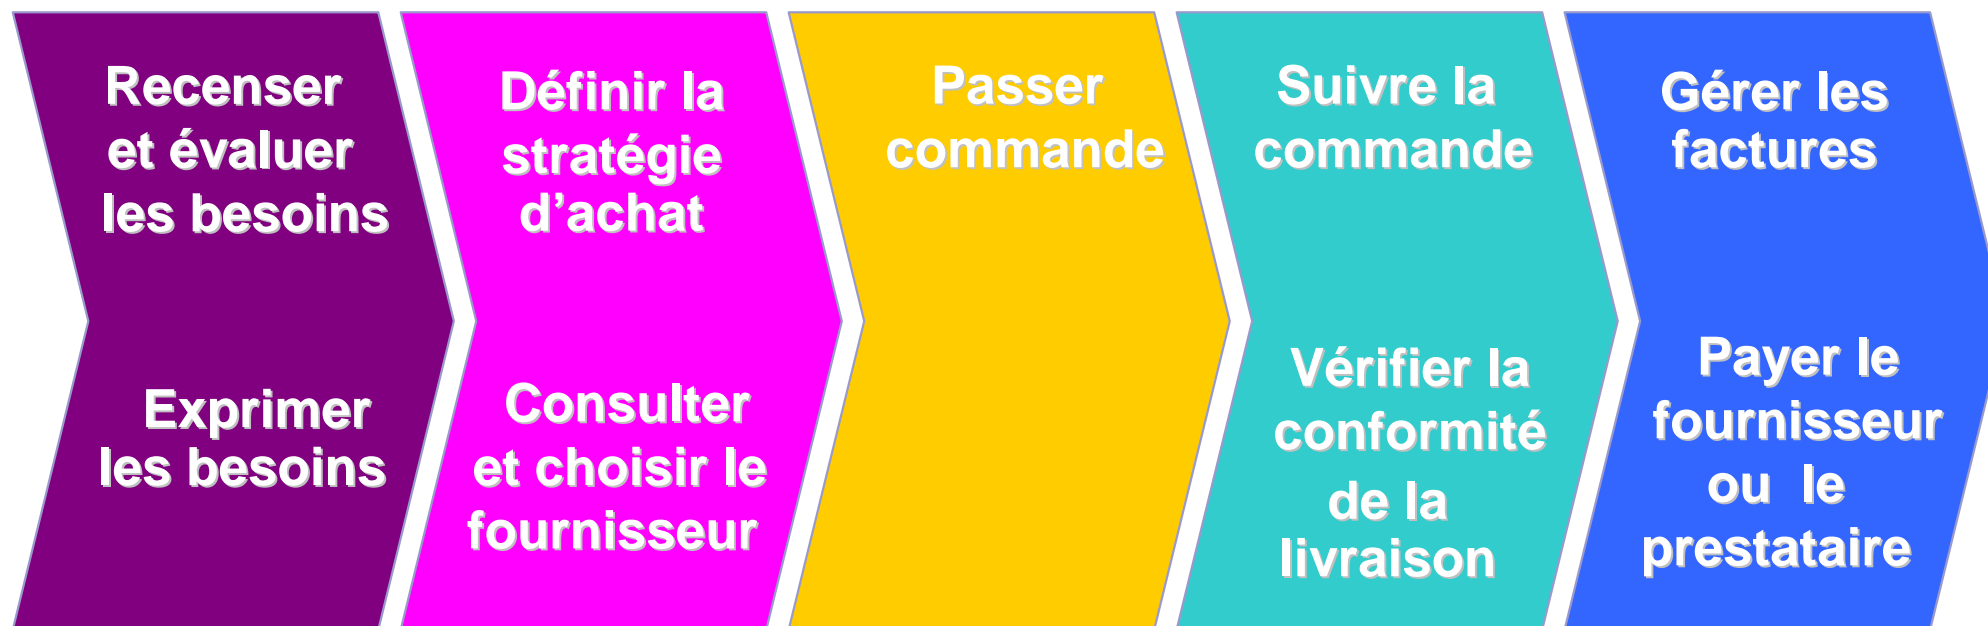 Recenser
et évaluer
les besoins
Exprimer
les besoins
Définir la
stratégie
d’achat
Consulter
et choisir le
fournisseur
Passer
commande
Suivre la
commande
Vérifier la
conformité
de la
livraison
Gérer les
factures
Payer le
fournisseur
ou le
prestataire